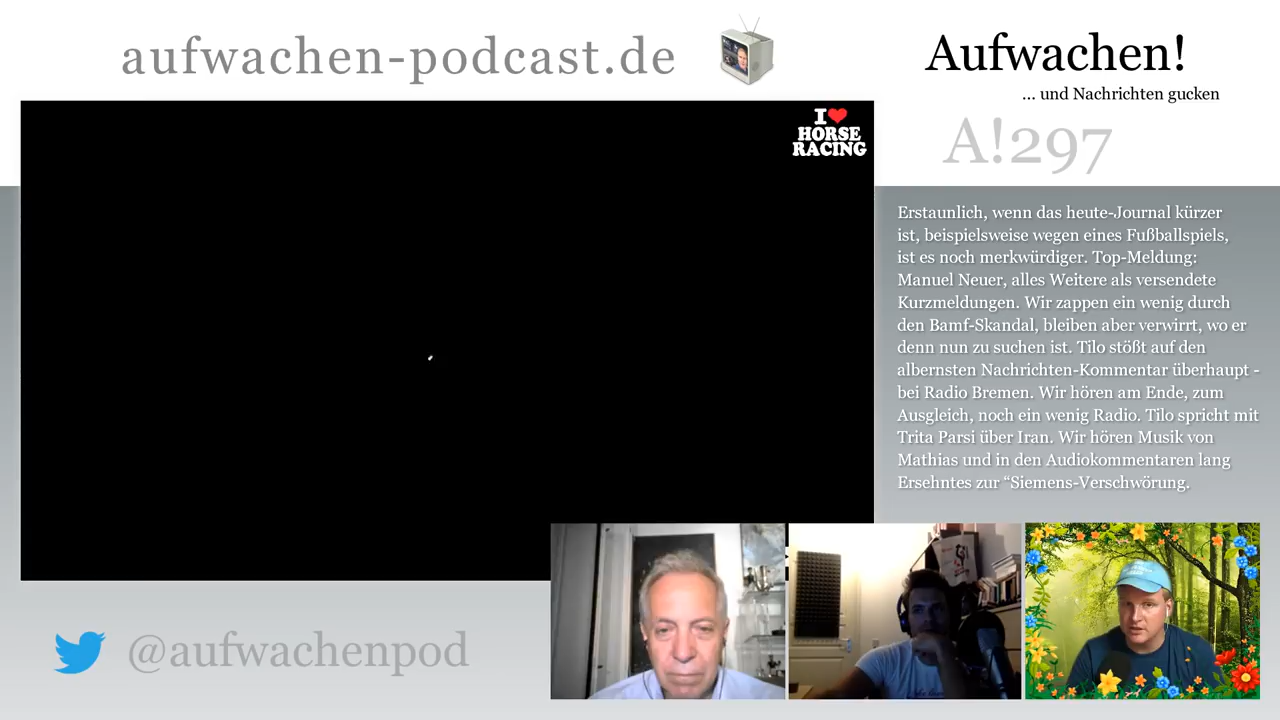 aufwachen-podcast.de
Aufwachen!
... und Nachrichten gucken
A!297
I
HORSE
RACING
Erstaunlich, wenn das heute-Journal kürzer
ist, beispielsweise wegen eines Fußballspiels,
ist es noch merkwürdiger. Top-Meldung:
Manuel Neuer, alles Weitere als versendete
Kurzmeldungen. Wir zappen ein wenig durch
den Bamf-Skandal, bleiben aber verwirrt, wo er
denn nun zu suchen ist. Tilo stößt auf den
albernsten Nachrichten-Kommentar überhaupt -
bei Radio Bremen. Wir hören am Ende, zum
Ausgleich, noch ein wenig Radio. Tilo spricht mit
Trita Parsi über Iran. Wir hören Musik von
Mathias und in den Audiokommentaren lang
Ersehntes zur “Siemens-Verschwörung.
@aufwachenpod